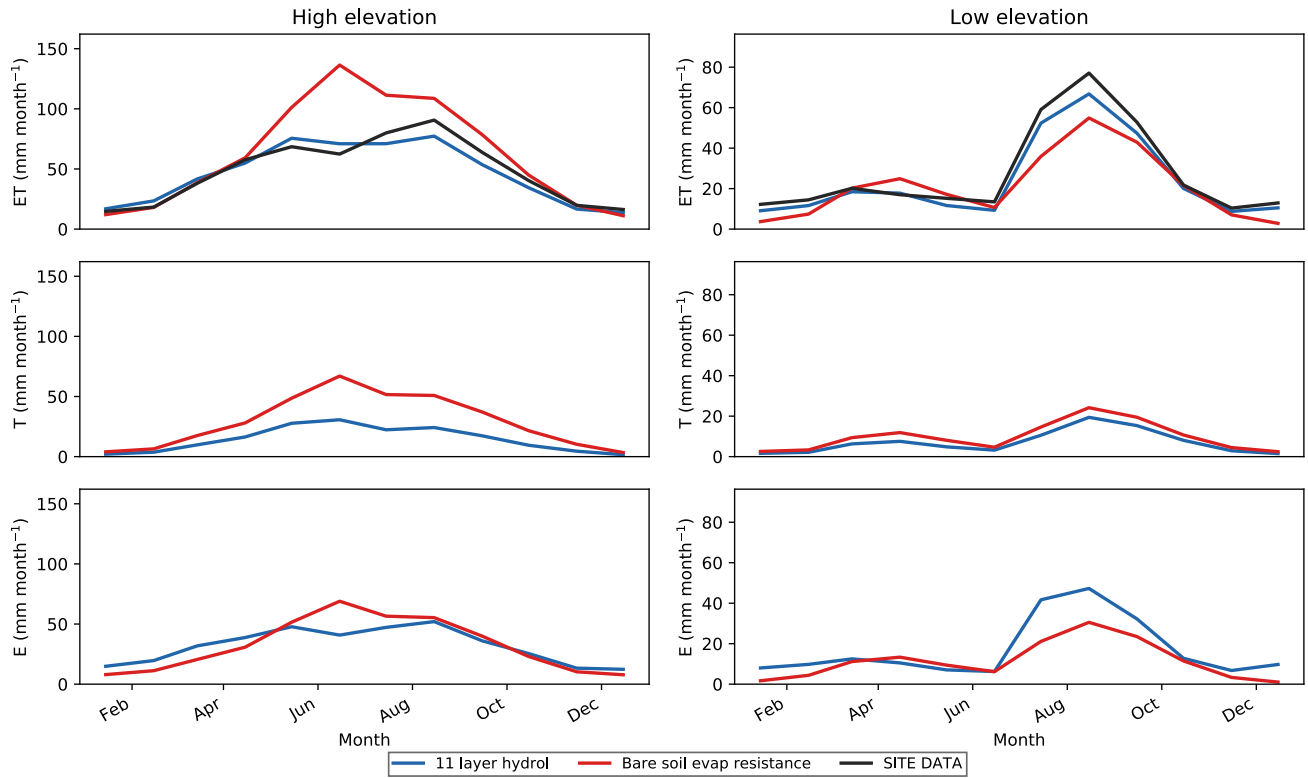 High elevation
Low elevation
ET (mm month⁻¹)
150
100
50
0
ET (mm month⁻¹)
80
60
40
20
0
T (mm month⁻¹)
150
100
50
0
T (mm month⁻¹)
80
60
40
20
0
E (mm month⁻¹)
150
100
50
0
E (mm month⁻¹)
80
60
40
20
0
Feb Apr Jun Aug Oct Dec
Feb Apr Jun Aug Oct Dec
Month
Month
11 layer hydrol Bare soil evap resistance SITE DATA